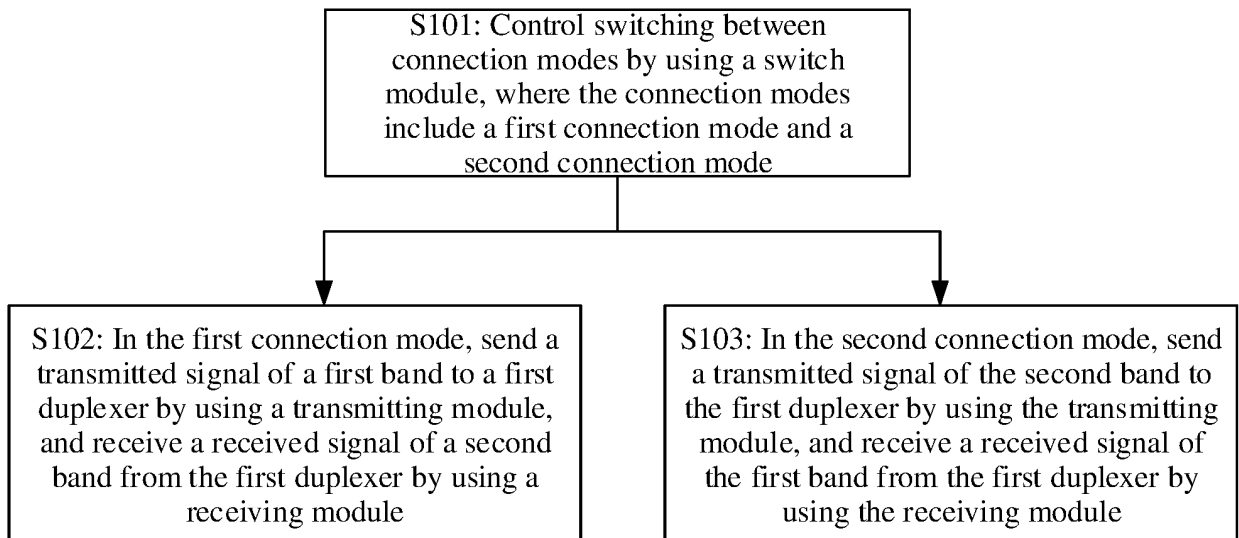 S101: Control switching between
connection modes by using a switch
module, where the connection modes
include a first connection mode and a
second connection mode
S102: In the first connection mode, send a
transmitted signal of a first band to a first
duplexer by using a transmitting module,
and receive a received signal of a second
band from the first duplexer by using a
receiving module
S103: In the second connection mode, send
a transmitted signal of the second band to
the first duplexer by using the transmitting
module, and receive a received signal of
the first band from the first duplexer by
using the receiving module